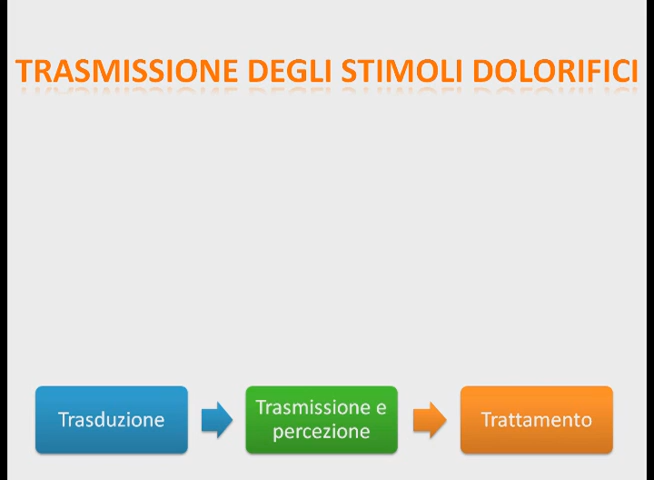 TRASMISSIONE DEGLI STIMOLI DOLORIFICI
Trasduzione
Trasmissione e
percezione
Trattamento